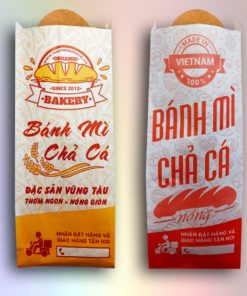 ORGANIC
SINCE 2012
BAKERY
Bánh Mì
Chả Cá
ĐẶC SẢN VŨNG TÀU
THƠM NGON - NÓNG GIÒN
NHẬN ĐẶT HÀNG VÀ
GIAO HÀNG TẬN NƠI
MADE IN
VIETNAM
100%
BÁNH MÌ
CHẢ CÁ
nóng
NHẬN ĐẶT HÀNG VÀ
GIAO HÀNG TẬN NƠI